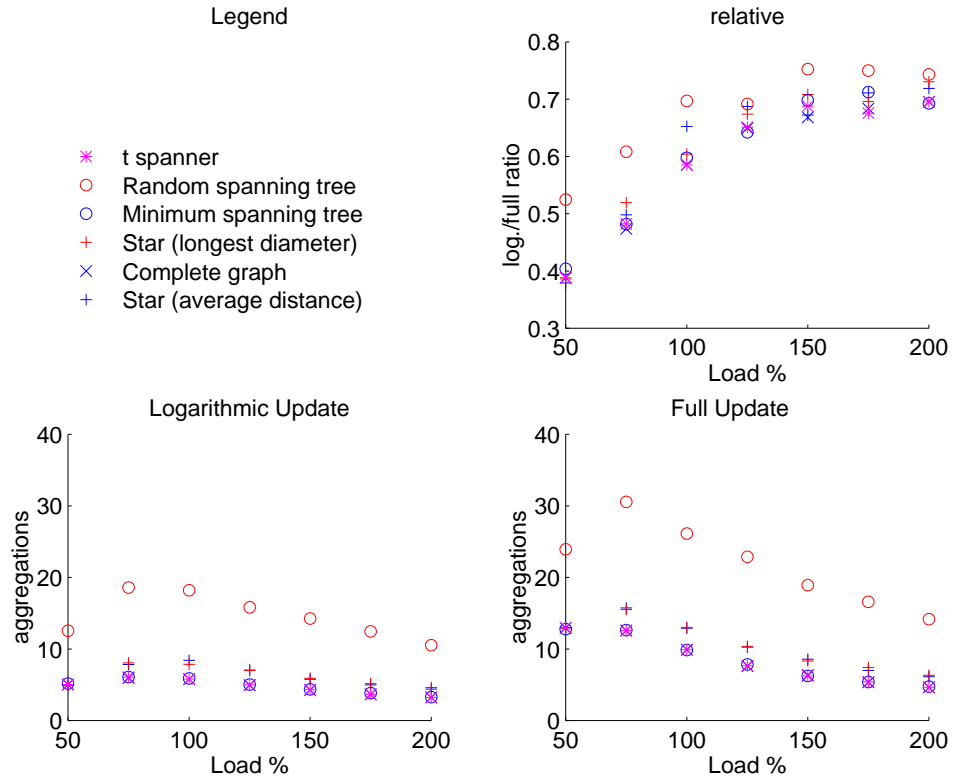 Legend
t spanner
Random spanning tree
Minimum spanning tree
Star (longest diameter)
Complete graph
Star (average distance)
relative
log./full ratio
0.8
0.7
0.6
0.5
0.4
0.3
50 100 150 200
Load %
Logarithmic Update
aggregations
40
30
20
10
0
50 100 150 200
Load %
Full Update
aggregations
40
30
20
10
0
50 100 150 200
Load %